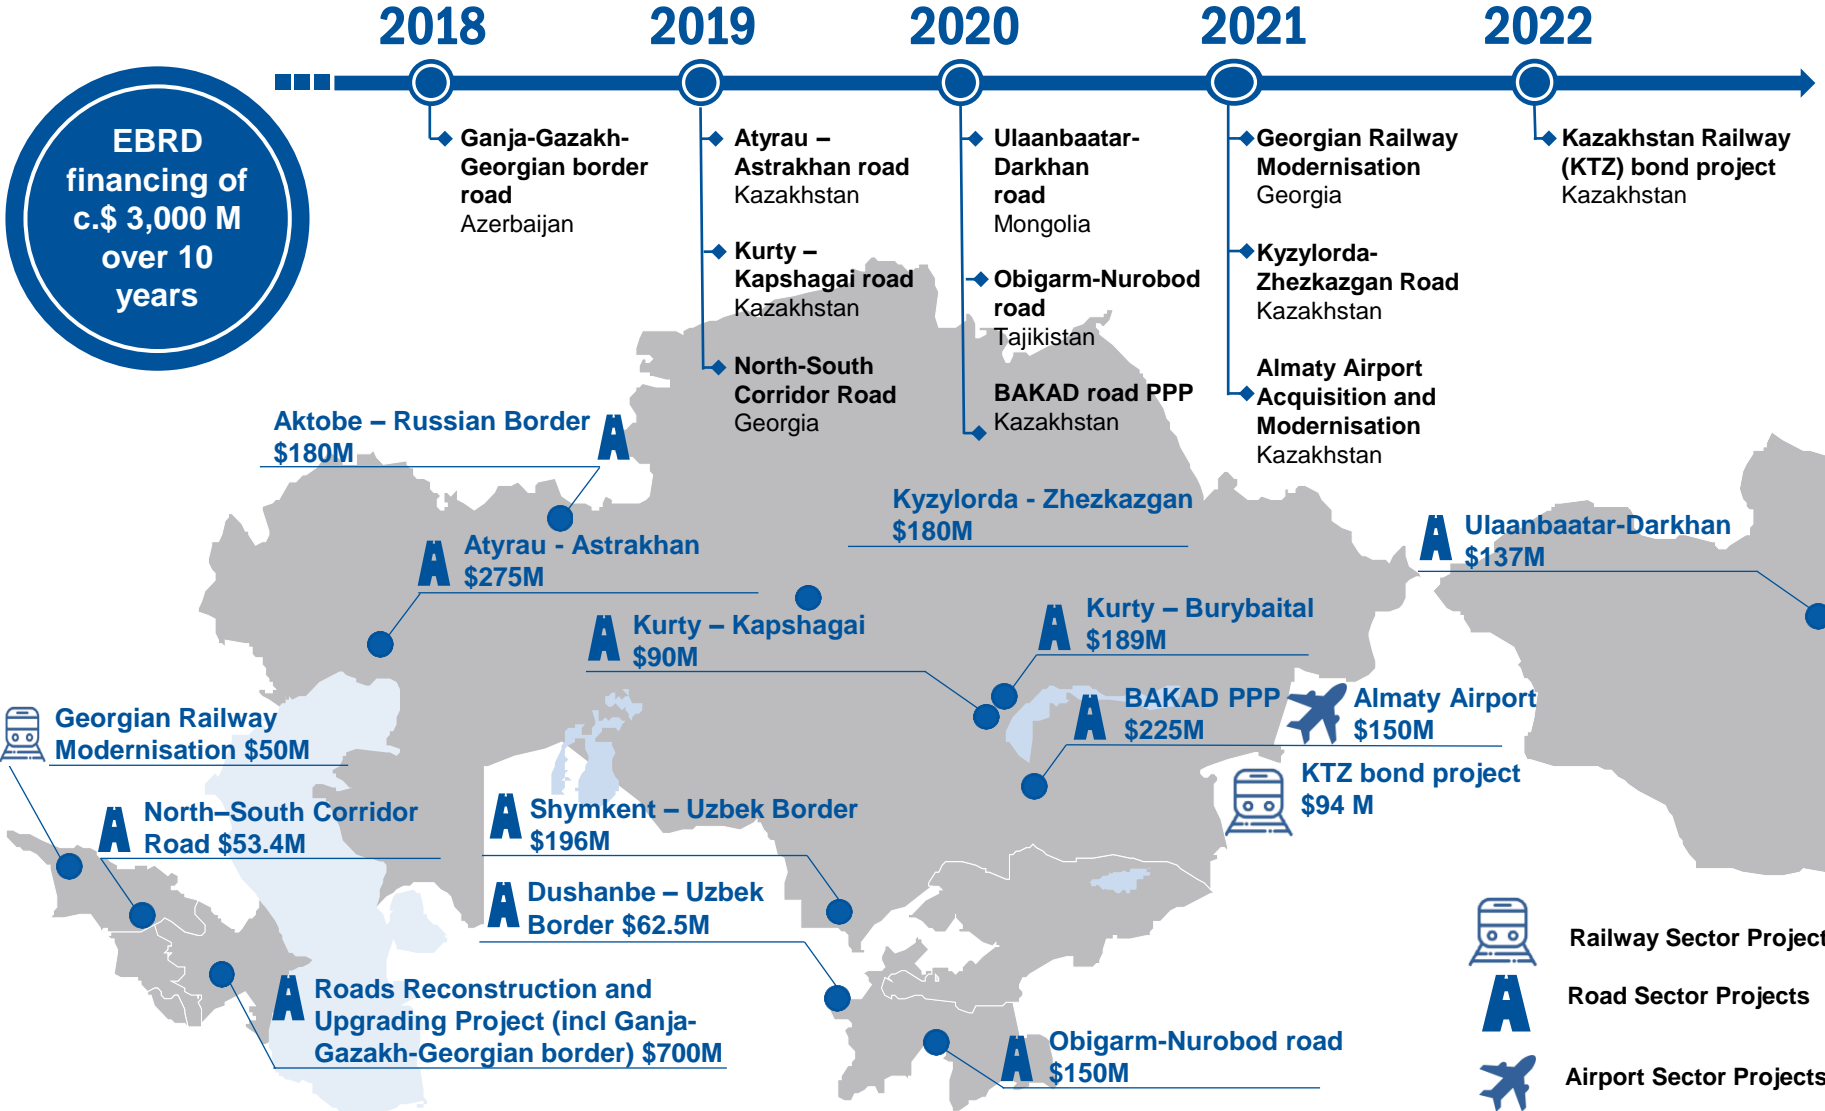 2018
2019
2020
2021
2022
EBRD
financing of
c.$ 3,000 M
over 10
years
Ganja-Gazakh-
Georgian border
road
Azerbaijan
Atyrau –
Astrakhan road
Kazakhstan
Kurty –
Kapshagai road
Kazakhstan
North-South
Corridor Road
Georgia
Ulaanbaatar-
Darkhan
road
Mongolia
Obigarm-Nurobod
road
Tajikistan
BAKAD road PPP
Kazakhstan
Georgian Railway
Modernisation
Georgia
Kyzylorda-
Zhezkazgan Road
Kazakhstan
Almaty Airport
Acquisition and
Modernisation
Kazakhstan
Kazakhstan Railway
(KTZ) bond project
Kazakhstan
Aktobe – Russian Border
$180M
Atyrau - Astrakhan
$275M
Kyzylorda - Zhezkazgan
$180M
Ulaanbaatar-Darkhan
$137M
Kurty – Kapshagai
$90M
Kurty – Burybaital
$189M
BAKAD PPP
$225M
Almaty Airport
$150M
KTZ bond project
$94 M
Georgian Railway
Modernisation $50M
North–South Corridor
Road $53.4M
Shymkent – Uzbek Border
$196M
Dushanbe – Uzbek
Border $62.5M
Roads Reconstruction and
Upgrading Project (incl Ganja-
Gazakh-Georgian border) $700M
Obigarm-Nurobod road
$150M
Railway Sector Project
Road Sector Projects
Airport Sector Projects